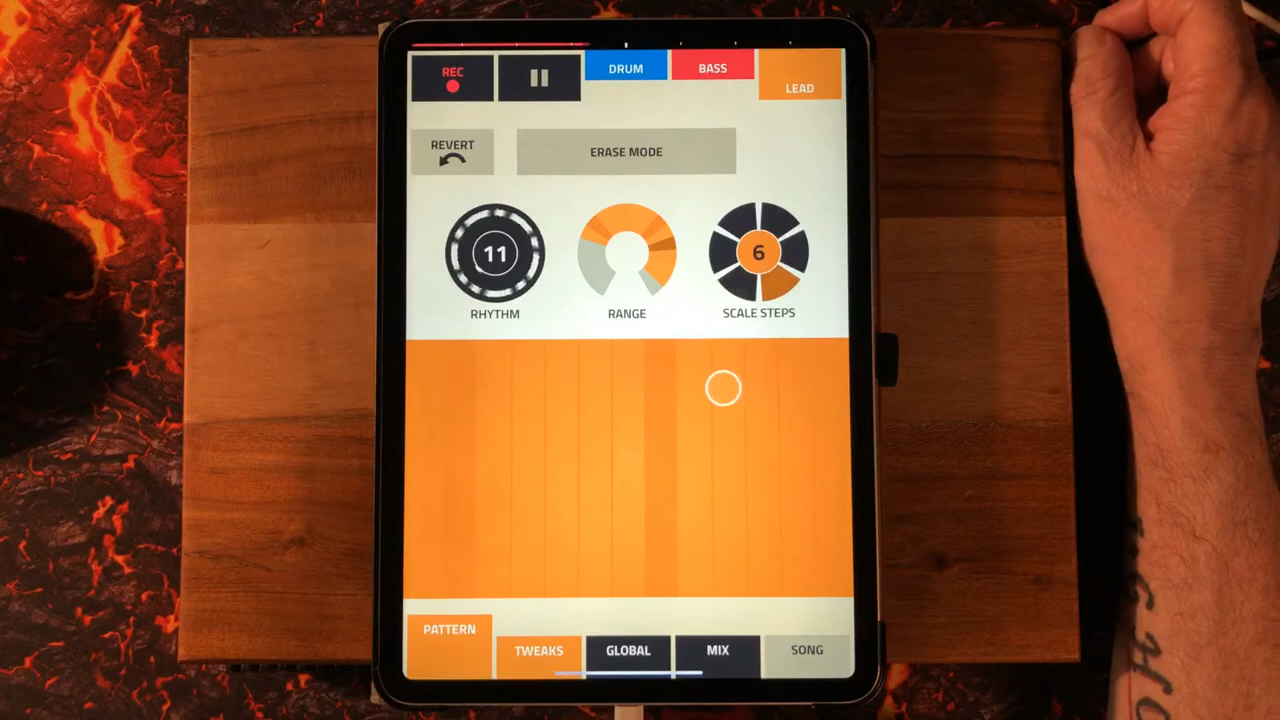 REC
DRUM
BASS
LEAD
REVERT
ERASE MODE
11
6
RHYTHM
RANGE
SCALE STEPS
PATTERN
TWEAKS
GLOBAL
MIX
SONG